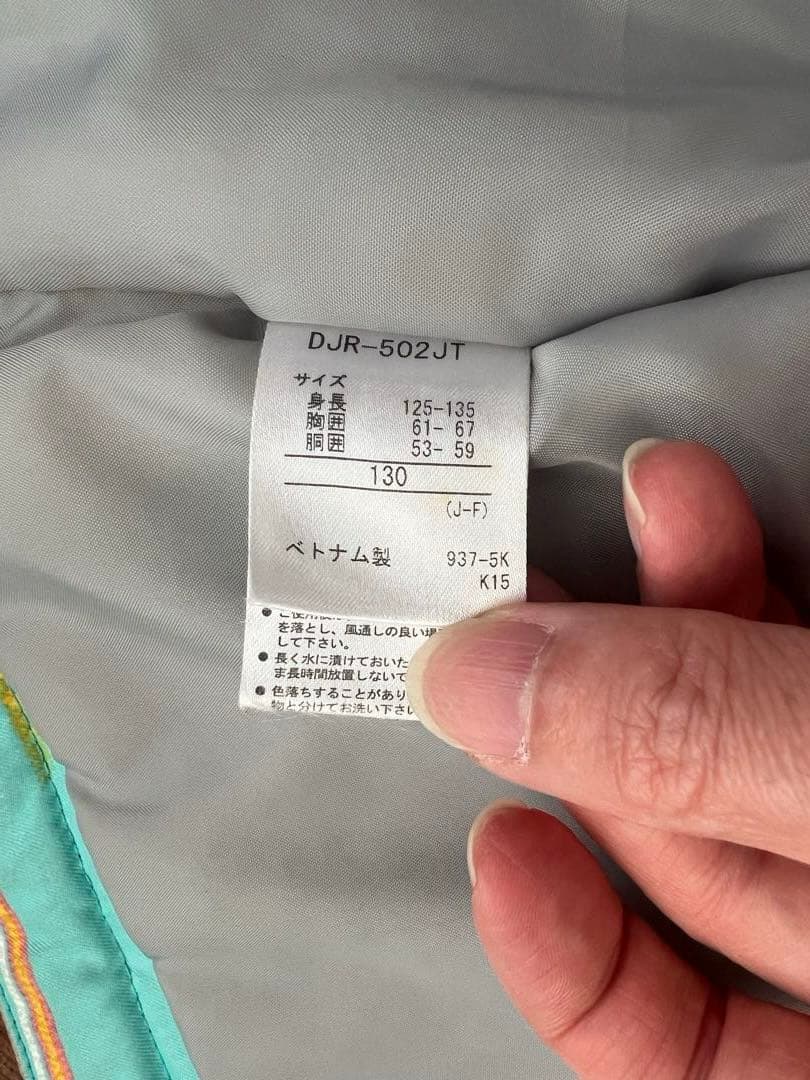 DJR-502JT
サイズ
身長 125-135
胸囲 61- 67
胴囲 53- 59
130
(J-F)
ベトナム製 937-5K
K15
を落とし、風通しの良い場
して下さい。
● 長く水に漬けておいた
ま長時間放置しないで
● 色落ちすることがあり
物と分けてお洗い下さい